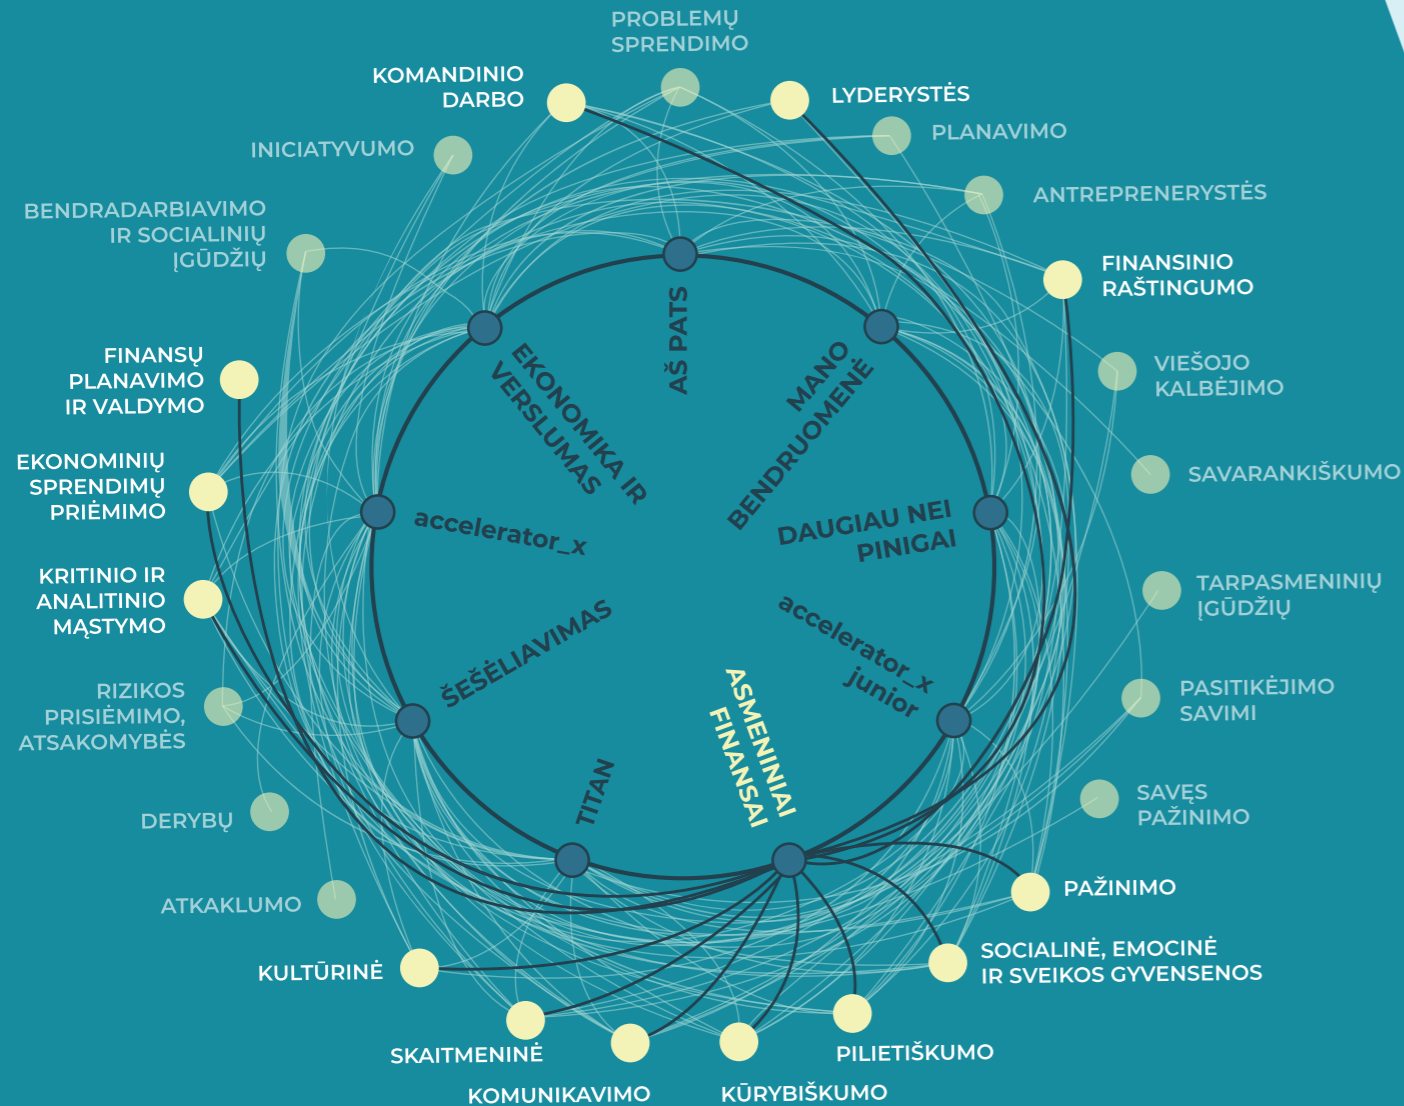 PROBLEMŲ
SPRENDIMO
KOMANDINIO
DARBO
LYDERYSTĖS
PLANAVIMO
INICIATYVUMO
ANTREPRENERYSTĖS
BENDRADARBIAVIMO
IR SOCIALINIŲ
ĮGŪDŽIŲ
FINANSINIO
RAŠTINGUMO
FINANSŲ
PLANAVIMO
IR VALDYMO
VIEŠOJO
KALBĖJIMO
EKONOMINIŲ
SPRENDIMŲ
PRIĖMIMO
SAVARANKIŠKUMO
KRITINIO IR
ANALITINIO
MĄSTYMO
TARPASMENINIŲ
ĮGŪDŽIŲ
RIZIKOS
PRISIĖMIMO,
ATSAKOMYBĖS
PASITIKĖJIMO
SAVIMI
DERYBŲ
SAVĘS
PAŽINIMO
ATKAKLUMO
PAŽINIMO
KULTŪRINĖ
SOCIALINĖ, EMOCINĖ
IR SVEIKOS GYVENSENOS
SKAITMENINĖ
PILIETIŠKUMO
KOMUNIKAVIMO
KŪRYBIŠKUMO
AŠ PATS
MANO
BENDRUOMENĖ
DAUGIAU NEI
PINIGAI
accelerator_x
junior
ASMENINIAI
FINANSAI
TITAN
ŠEŠĖLIAVIMAS
accelerator_x
EKONOMIKA IR
VERSLUMAS